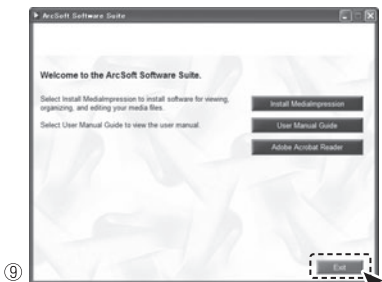 ArcSoft Software Suite
Welcome to the ArcSoft Software Suite.
Select Install MediaImpression to install software for viewing,
organizing, and editing your media files.
Select User Manual Guide to view the user manual.
Install MediaImpression
User Manual Guide
Adobe Acrobat Reader
Exit
⑨